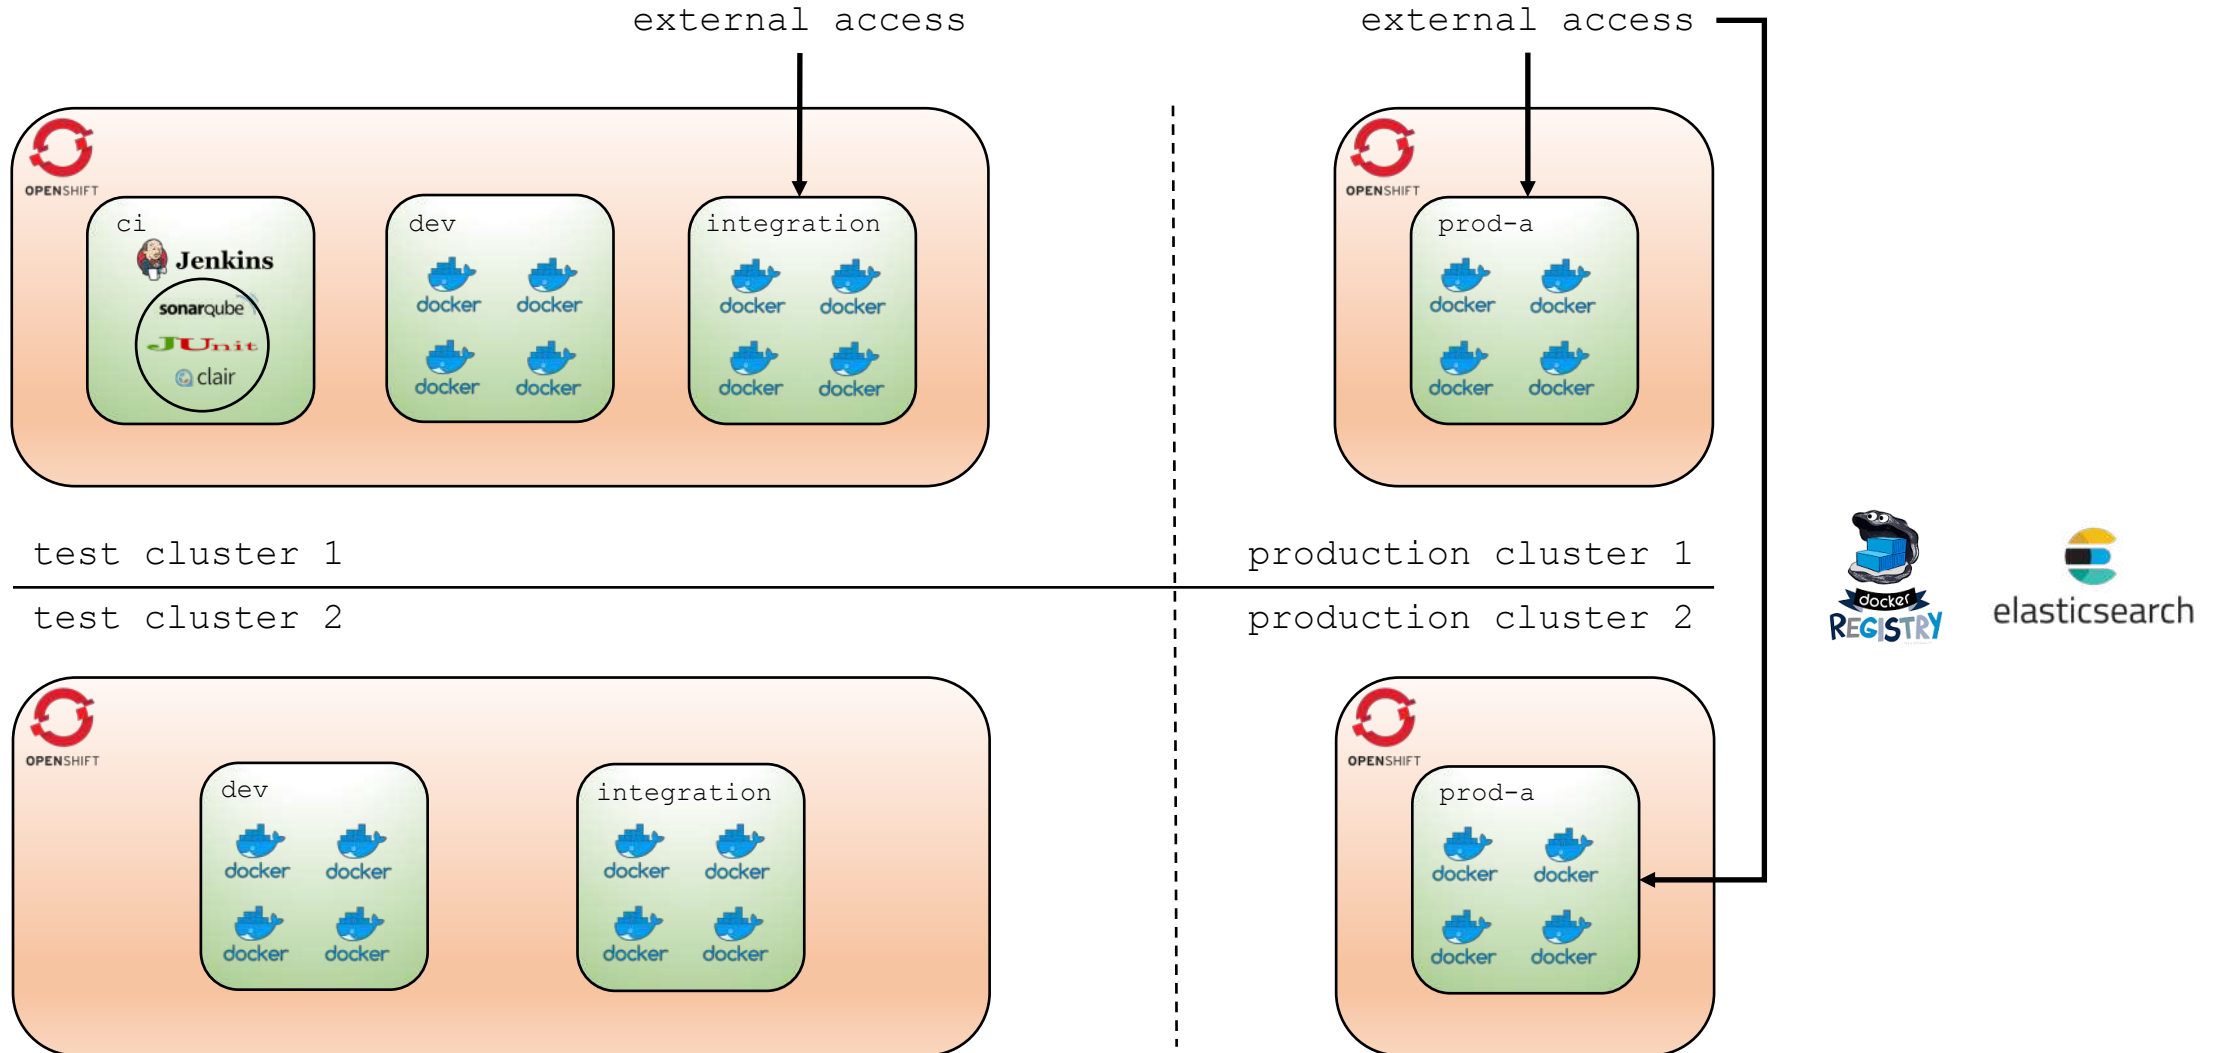 external access
external access
OPENSHIFT
ci
Jenkins
sonarqube
JUnit
clair
dev
docker docker
docker docker
integration
docker docker
docker docker
OPENSHIFT
prod-a
docker docker
docker docker
test cluster 1
production cluster 1
test cluster 2
production cluster 2
docker
REGISTRY
elasticsearch
OPENSHIFT
dev
docker docker
docker docker
integration
docker docker
docker docker
OPENSHIFT
prod-a
docker docker
docker docker